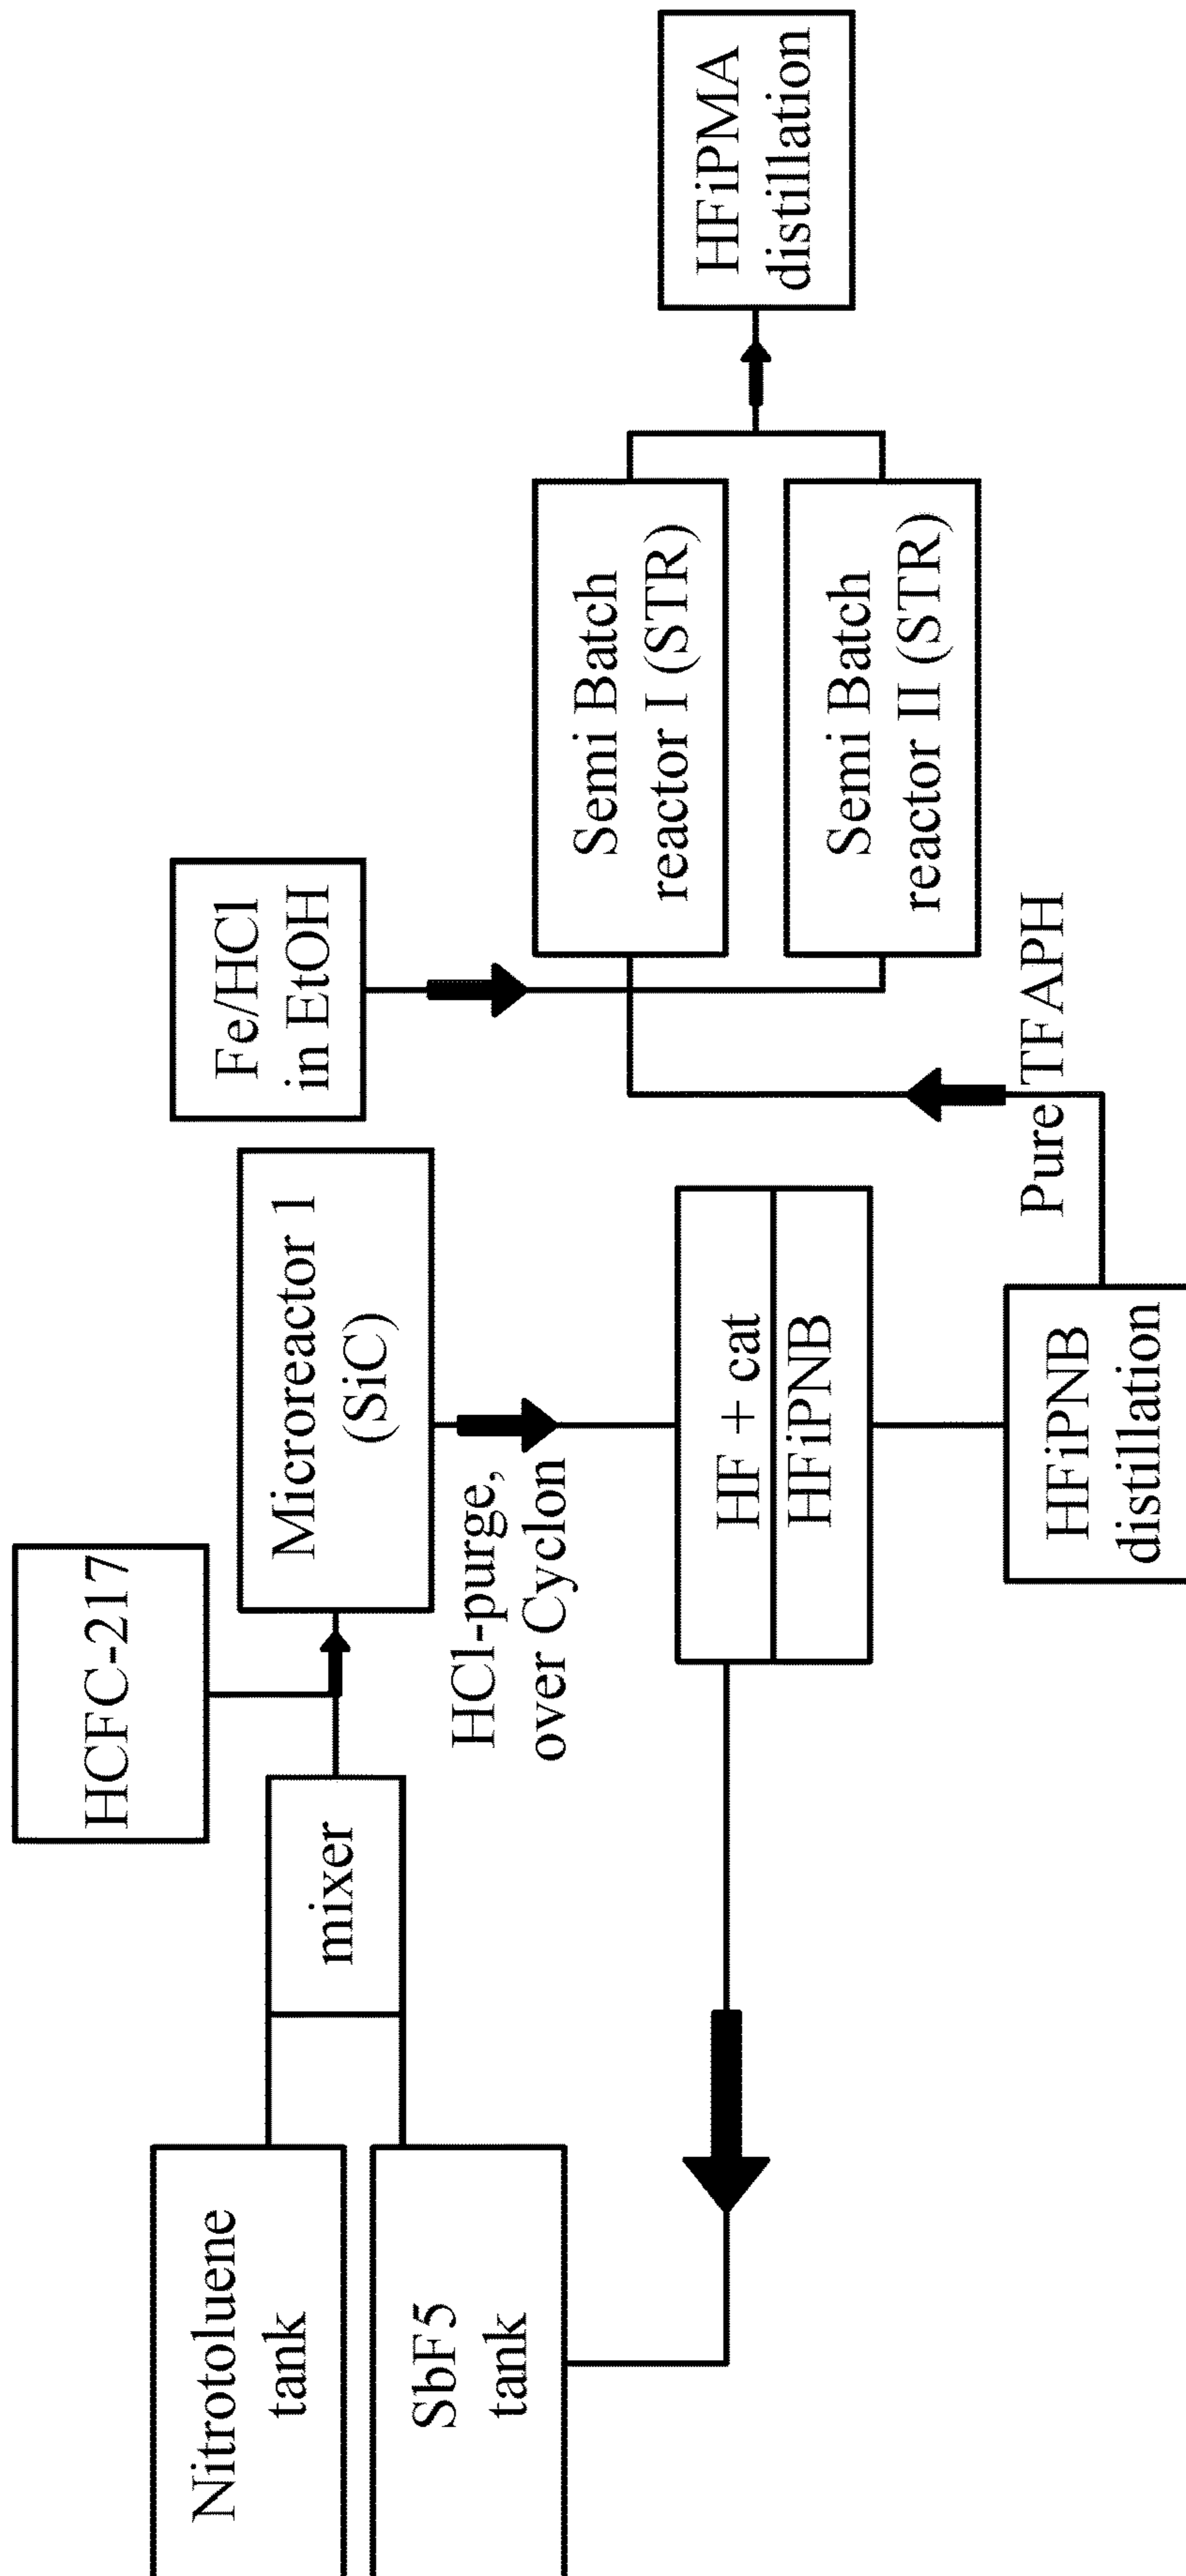 Nitrotoluene
tank
SbF5
tank
mixer
HCFC-217
Microreactor 1
(SiC)
HCl-purge,
over Cyclon
HF + cat
HFiPNB
HFiPNB
distillation
Pure TFAPH
Fe/HCl
in EtOH
Semi Batch
reactor I (STR)
Semi Batch
reactor II (STR)
HFiPMA
distillation